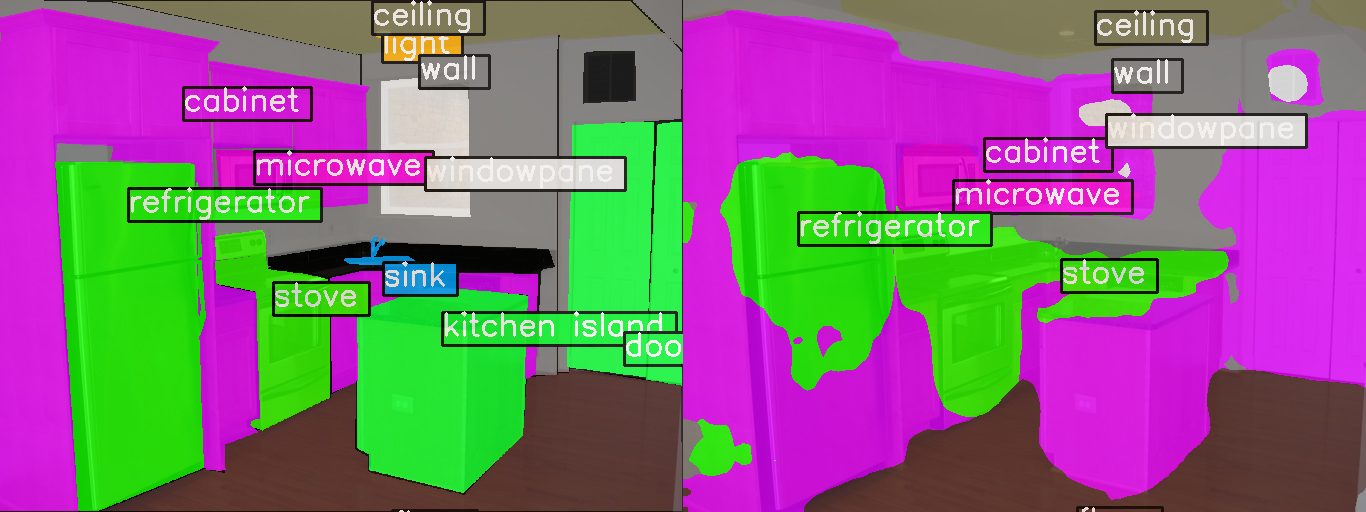 ceiling
light
wall
cabinet
microwave
windowpane
refrigerator
sink
stove
kitchen island
doo
ceiling
wall
windowpane
cabinet
microwave
refrigerator
stove